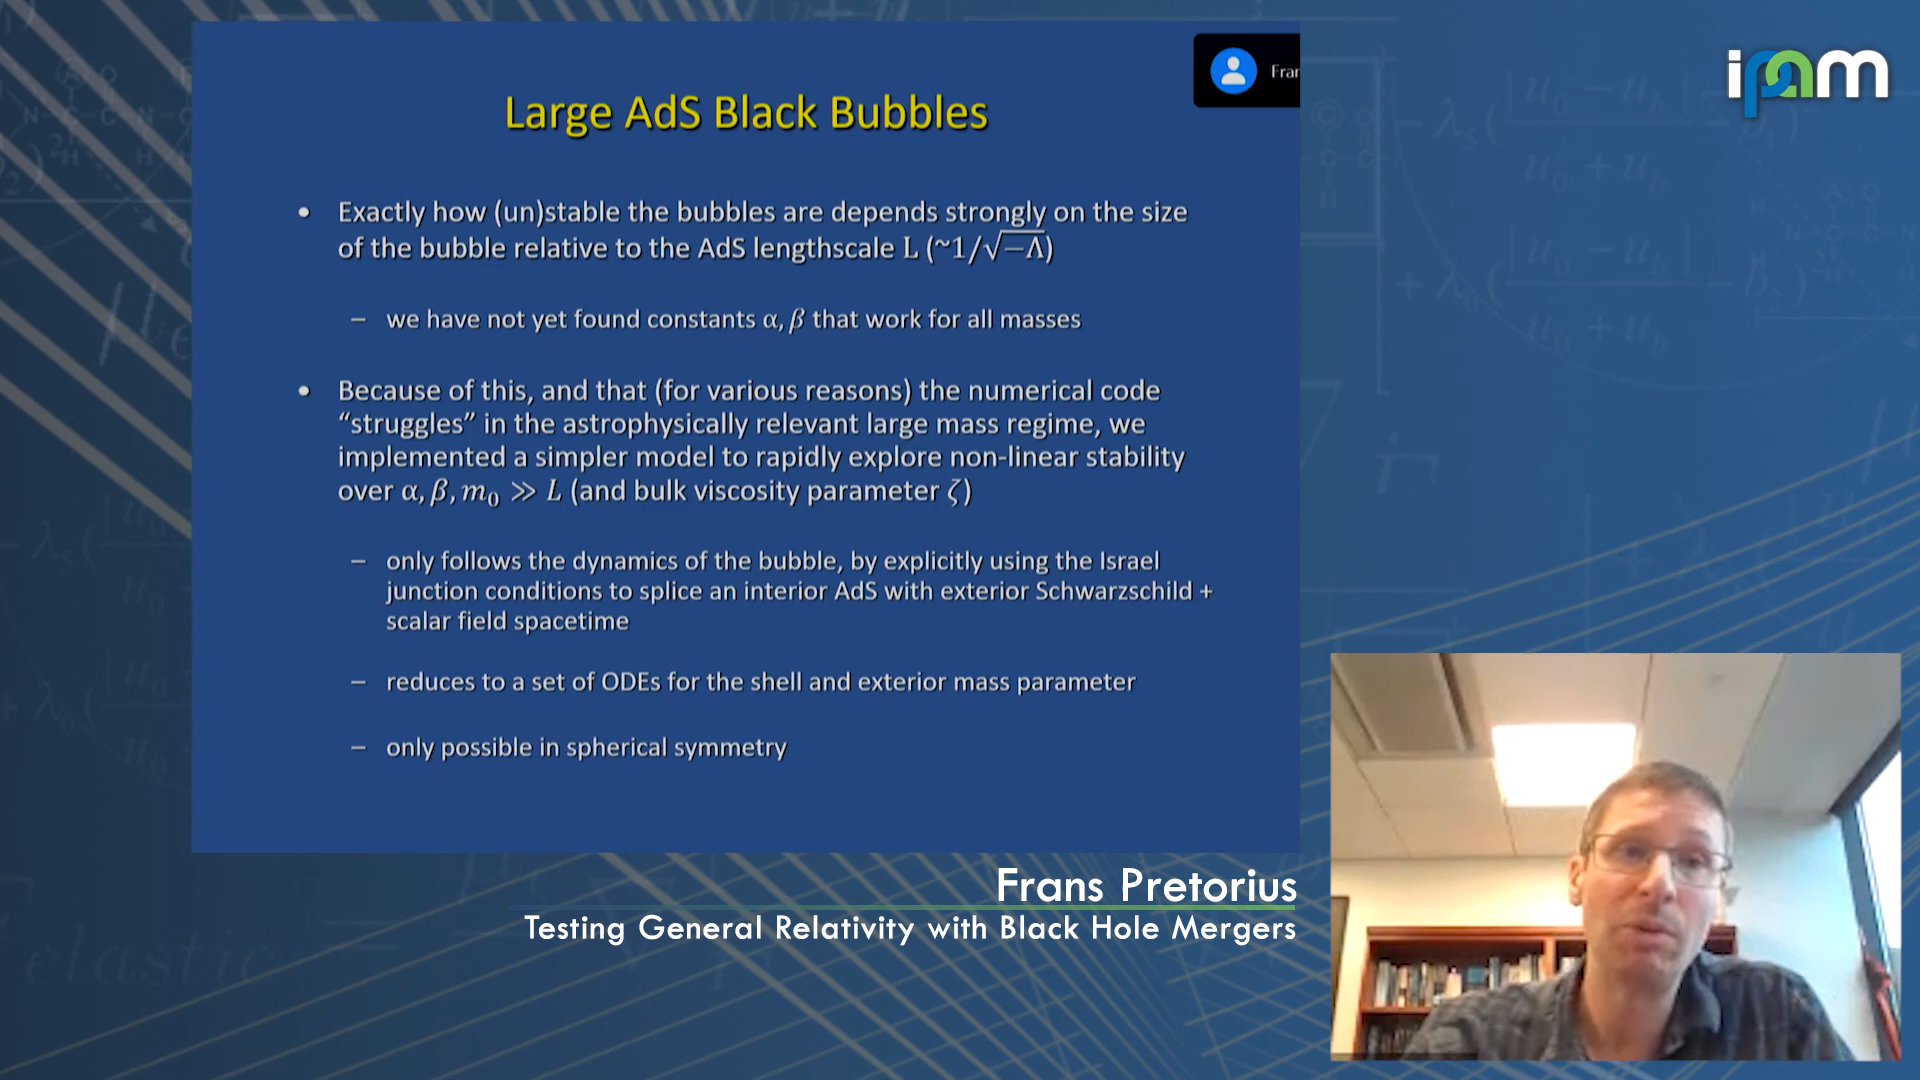 Fran
ipam
Large AdS Black Bubbles
• Exactly how (un)stable the bubbles are depends strongly on the size
of the bubble relative to the AdS lengthscale L (~1/√−Λ)
– we have not yet found constants α, β that work for all masses
• Because of this, and that (for various reasons) the numerical code
“struggles” in the astrophysically relevant large mass regime, we
implemented a simpler model to rapidly explore non-linear stability
over α, β, m₀ ≫ L (and bulk viscosity parameter ζ)
– only follows the dynamics of the bubble, by explicitly using the Israel
junction conditions to splice an interior AdS with exterior Schwarzschild +
scalar field spacetime
– reduces to a set of ODEs for the shell and exterior mass parameter
– only possible in spherical symmetry
Frans Pretorius
Testing General Relativity with Black Hole Mergers
elastic